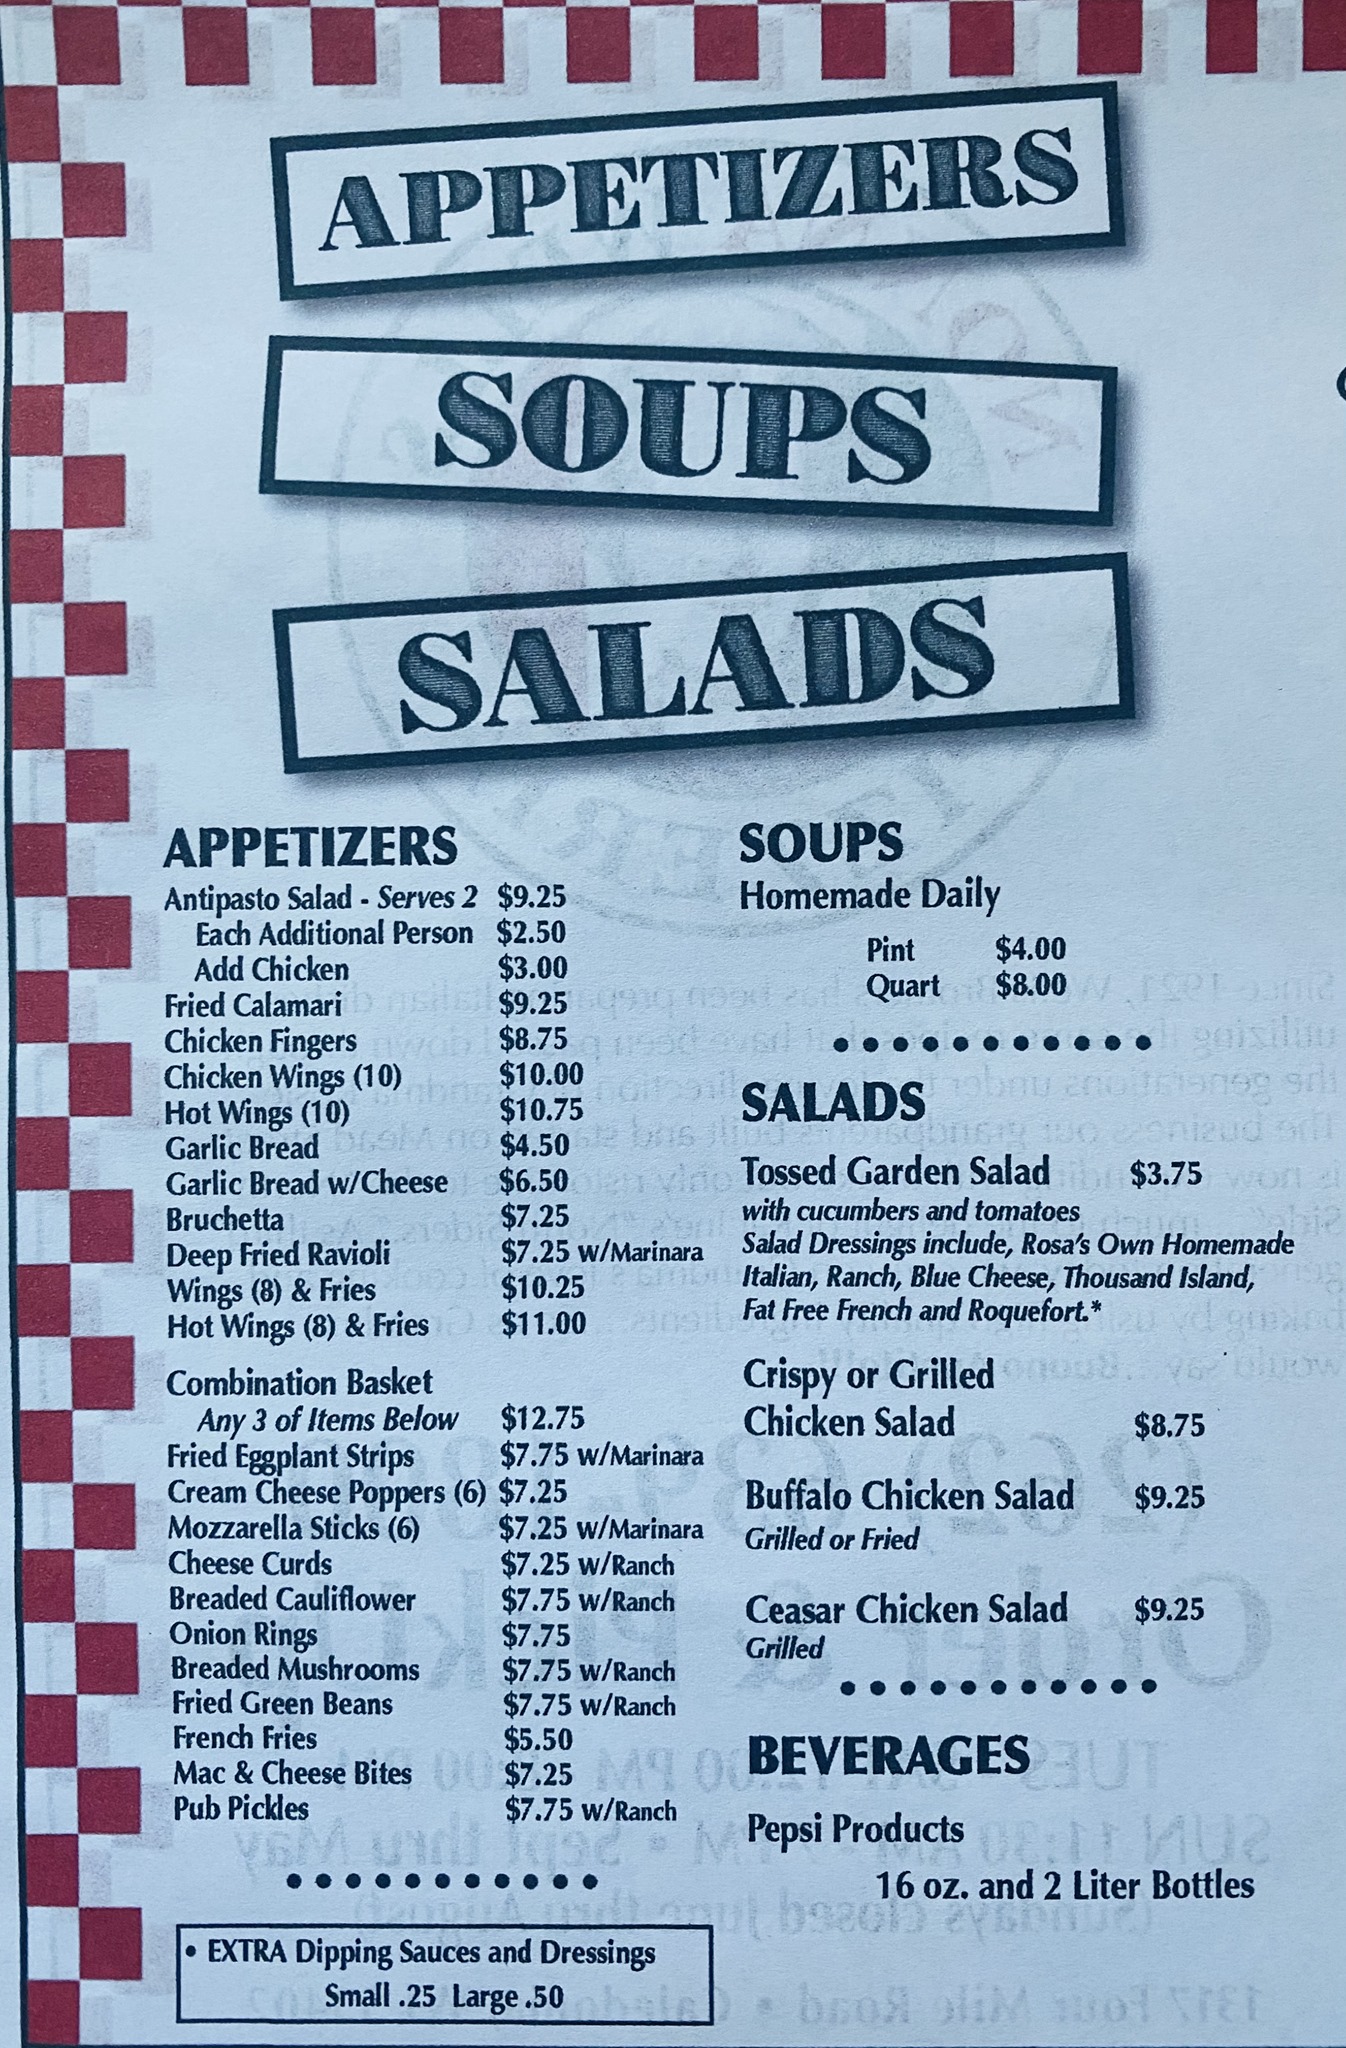 APPETIZERS
SOUPS
SALADS
APPETIZERS
Antipasto Salad - Serves 2 $9.25
Each Additional Person $2.50
Add Chicken $3.00
Fried Calamari $9.25
Chicken Fingers $8.75
Chicken Wings (10) $10.00
Hot Wings (10) $10.75
Garlic Bread $4.50
Garlic Bread w/Cheese $6.50
Bruchetta $7.25
Deep Fried Ravioli $7.25 w/Marinara
Wings (8) & Fries $10.25
Hot Wings (8) & Fries $11.00
Combination Basket
Any 3 of Items Below $12.75
Fried Eggplant Strips $7.75 w/Marinara
Cream Cheese Poppers (6) $7.25
Mozzarella Sticks (6) $7.25 w/Marinara
Cheese Curds $7.25 w/Ranch
Breaded Cauliflower $7.75 w/Ranch
Onion Rings $7.75
Breaded Mushrooms $7.75 w/Ranch
Fried Green Beans $7.75 w/Ranch
French Fries $5.50
Mac & Cheese Bites $7.25
Pub Pickles $7.75 w/Ranch
• EXTRA Dipping Sauces and Dressings
Small .25 Large .50
SOUPS
Homemade Daily
Pint $4.00
Quart $8.00
SALADS
Tossed Garden Salad $3.75
with cucumbers and tomatoes
Salad Dressings include, Rosa's Own Homemade
Italian, Ranch, Blue Cheese, Thousand Island,
Fat Free French and Roquefort.*
Crispy or Grilled
Chicken Salad $8.75
Buffalo Chicken Salad $9.25
Grilled or Fried
Ceasar Chicken Salad $9.25
Grilled
BEVERAGES
Pepsi Products
16 oz. and 2 Liter Bottles